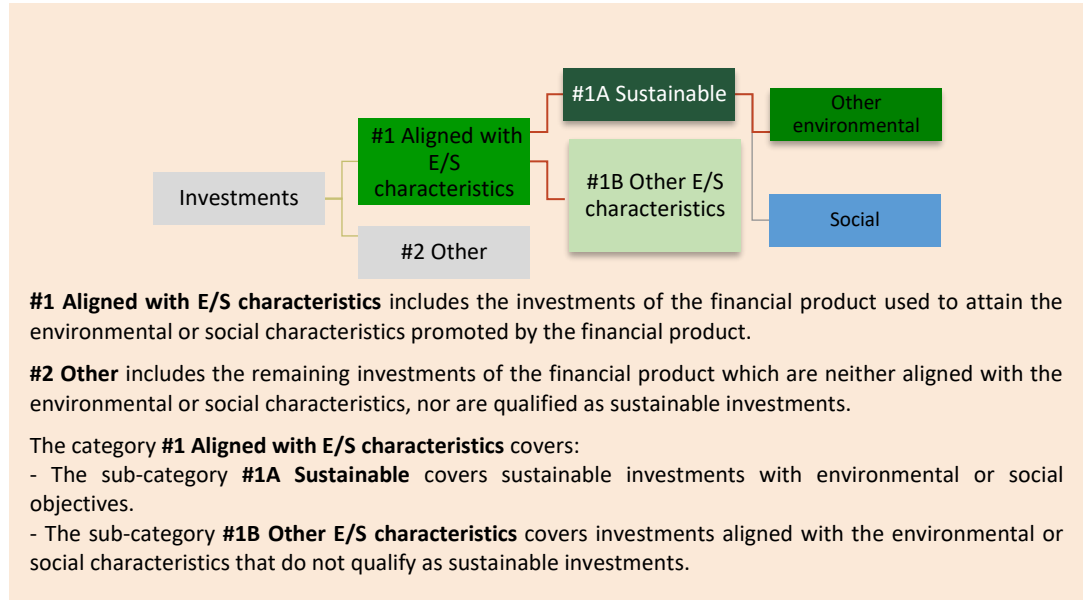 #1A Sustainable
Other
environmental
#1 Aligned with
E/S
characteristics
#1B Other E/S
characteristics
Investments
Social
#2 Other
#1 Aligned with E/S characteristics includes the investments of the financial product used to attain the
environmental or social characteristics promoted by the financial product.
#2 Other includes the remaining investments of the financial product which are neither aligned with the
environmental or social characteristics, nor are qualified as sustainable investments.
The category #1 Aligned with E/S characteristics covers:
- The sub-category #1A Sustainable covers sustainable investments with environmental or social
objectives.
- The sub-category #1B Other E/S characteristics covers investments aligned with the environmental or
social characteristics that do not qualify as sustainable investments.